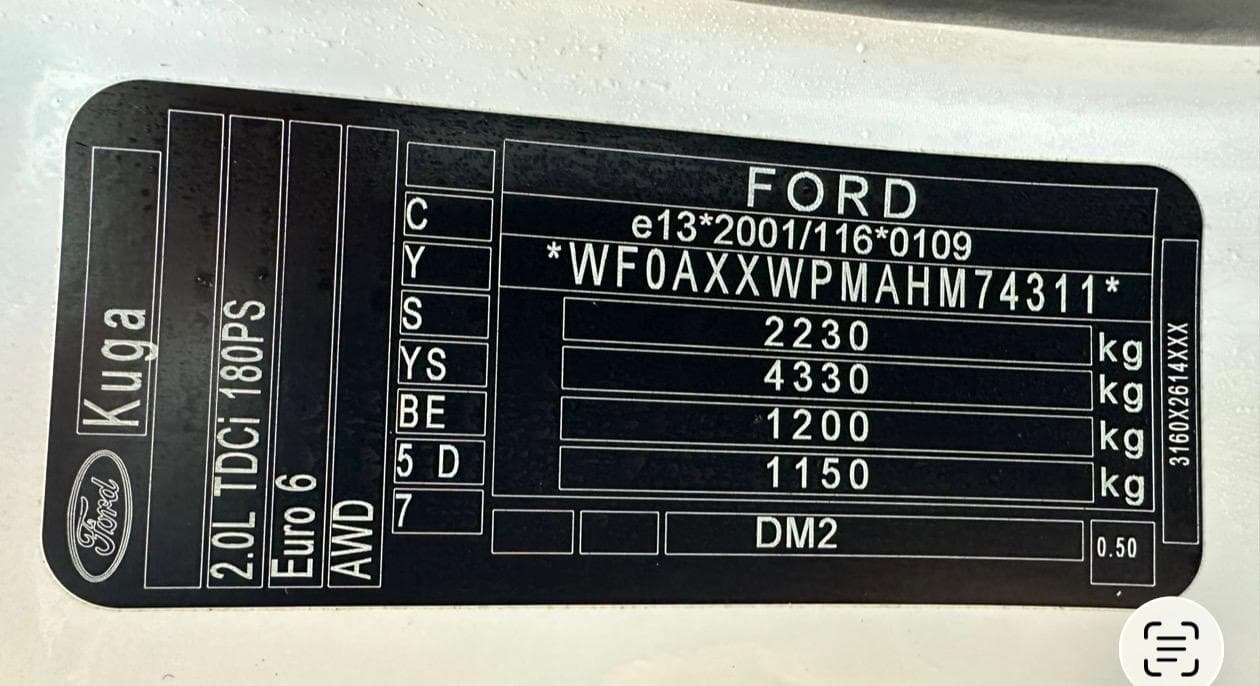 Ford
Kuga
2.0L TDCi 180PS
Euro 6
AWD
C
Y
S
YS
BE
5 D
7
FORD
e13*2001/116*0109
*WF0AXXWPMAHM74311*
2230 kg
4330 kg
1200 kg
1150 kg
DM2
0.50
3160X2614XXX